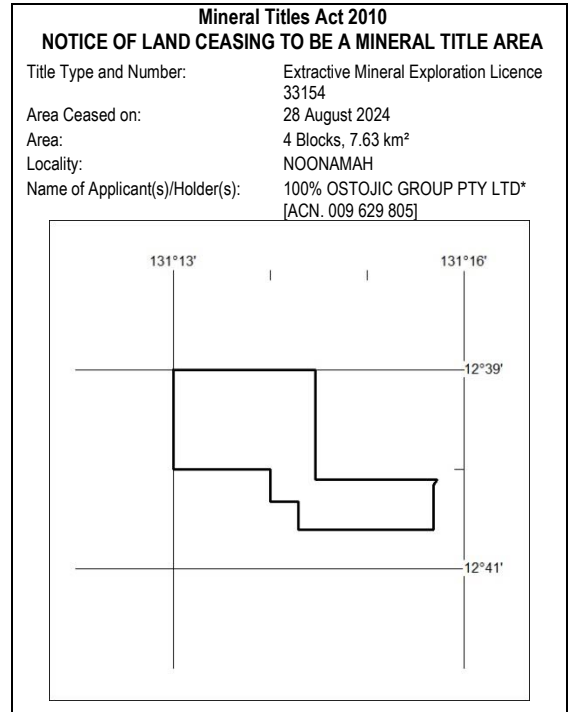 Mineral Titles Act 2010
NOTICE OF LAND CEASING TO BE A MINERAL TITLE AREA
Title Type and Number: Extractive Mineral Exploration Licence
33154
Area Ceased on: 28 August 2024
Area: 4 Blocks, 7.63 km²
Locality: NOONAMAH
Name of Applicant(s)/Holder(s): 100% OSTOJIC GROUP PTY LTD*
[ACN. 009 629 805]
131°13' 131°16'
12°39'
12°41'